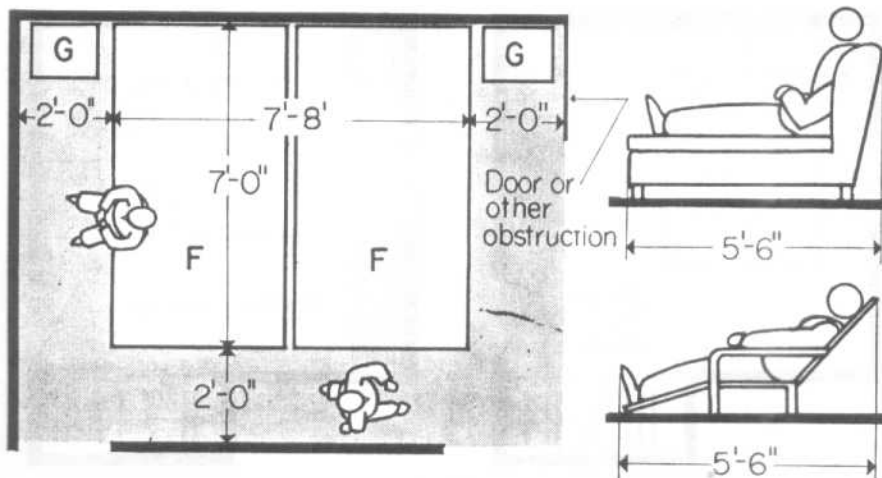 G
G
2'-0"
7'-8'
2'-0"
7'-0"
Door or
other
obstruction
F
F
2'-0"
5'-6"
5'-6"